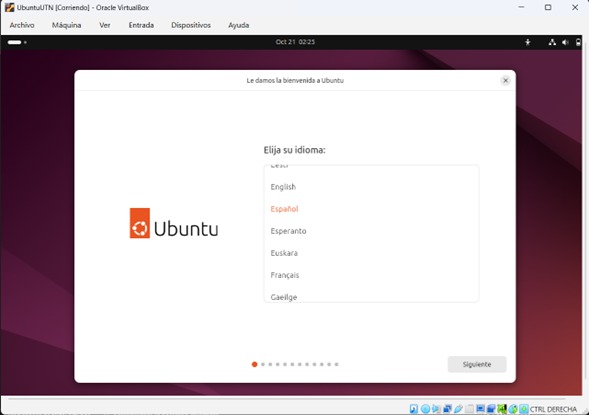 UbuntuUTN [Corriendo] - Oracle VirtualBox
Archivo Máquina Ver Entrada Dispositivos Ayuda
Oct 21 02:25
Le damos la bienvenida a Ubuntu
Elija su idioma:
Eesti
English
Español
Esperanto
Euskara
Français
Gaeilge
Ubuntu
Siguiente
CTRL DERECHA